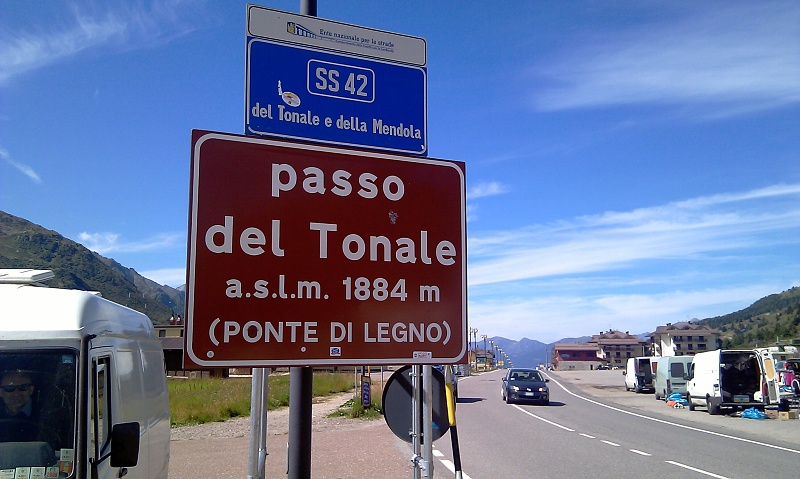 Ente nazionale per le strade
SS 42
del Tonale e della Mendola
passo
del Tonale
a.s.l.m. 1884 m
(PONTE DI LEGNO)